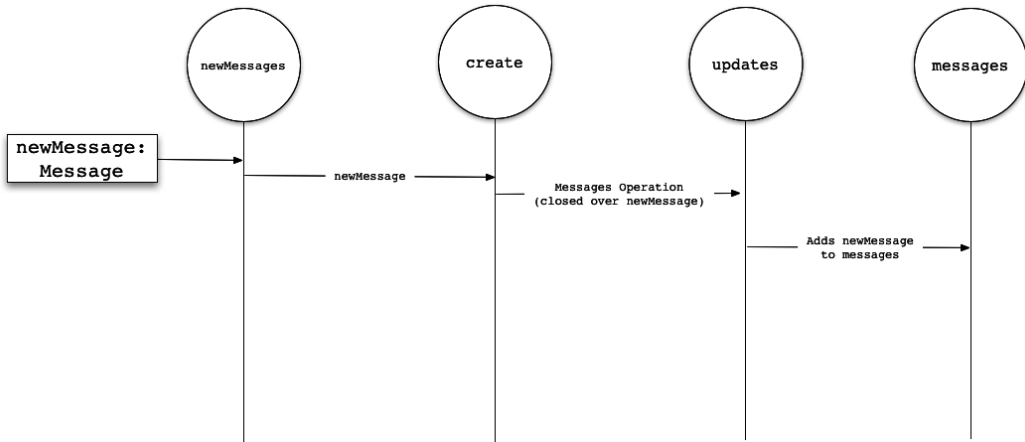 newMessages
create
updates
messages
newMessage:
Message
newMessage
Messages Operation
(closed over newMessage)
Adds newMessage
to messages